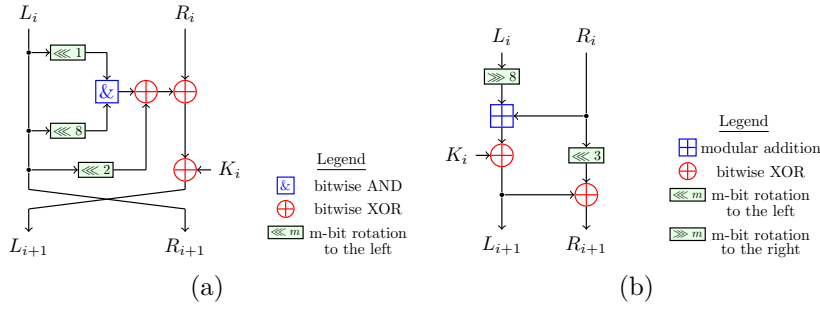 L_i R_i
⋘ 1
&
⋘ 8
⋘ 2
K_i
L_{i+1} R_{i+1}
Legend
& bitwise AND
bitwise XOR
⋘ m m-bit rotation
to the left
(a)
L_i R_i
⋙ 8
K_i
⋘ 3
L_{i+1} R_{i+1}
Legend
modular addition
bitwise XOR
⋘ m m-bit rotation
to the left
⋙ m m-bit rotation
to the right
(b)